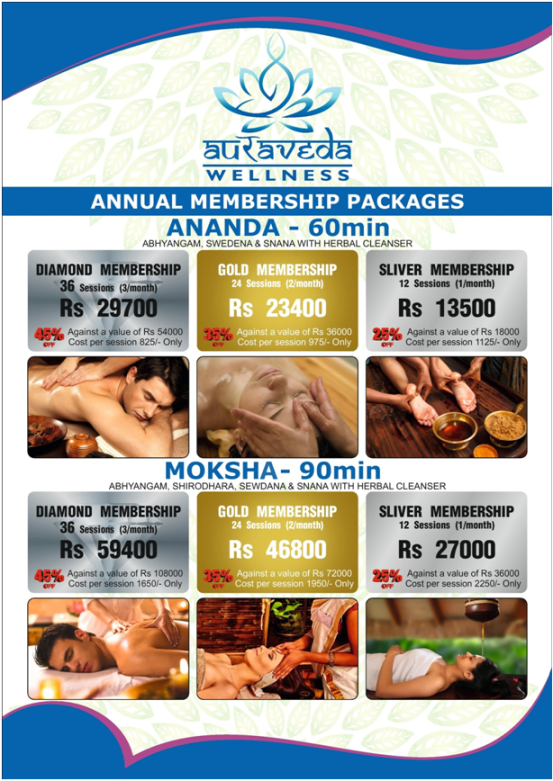 auraveda
WELLNESS
ANNUAL MEMBERSHIP PACKAGES
ANANDA - 60min
ABHYANGAM, SWEDENA & SNANA WITH HERBAL CLEANSER
DIAMOND MEMBERSHIP
36 Sessions (3/month)
Rs 29700
45% OFF
Against a value of Rs 54000
Cost per session 825/- Only
GOLD MEMBERSHIP
24 Sessions (2/month)
Rs 23400
35% OFF
Against a value of Rs 36000
Cost per session 975/- Only
SLIVER MEMBERSHIP
12 Sessions (1/month)
Rs 13500
25% OFF
Against a value of Rs 18000
Cost per session 1125/- Only
MOKSHA- 90min
ABHYANGAM, SHIRODHARA, SEWDANA & SNANA WITH HERBAL CLEANSER
DIAMOND MEMBERSHIP
36 Sessions (3/month)
Rs 59400
45% OFF
Against a value of Rs 108000
Cost per session 1650/- Only
GOLD MEMBERSHIP
24 Sessions (2/month)
Rs 46800
35% OFF
Against a value of Rs 72000
Cost per session 1950/- Only
SLIVER MEMBERSHIP
12 Sessions (1/month)
Rs 27000
25% OFF
Against a value of Rs 36000
Cost per session 2250/- Only